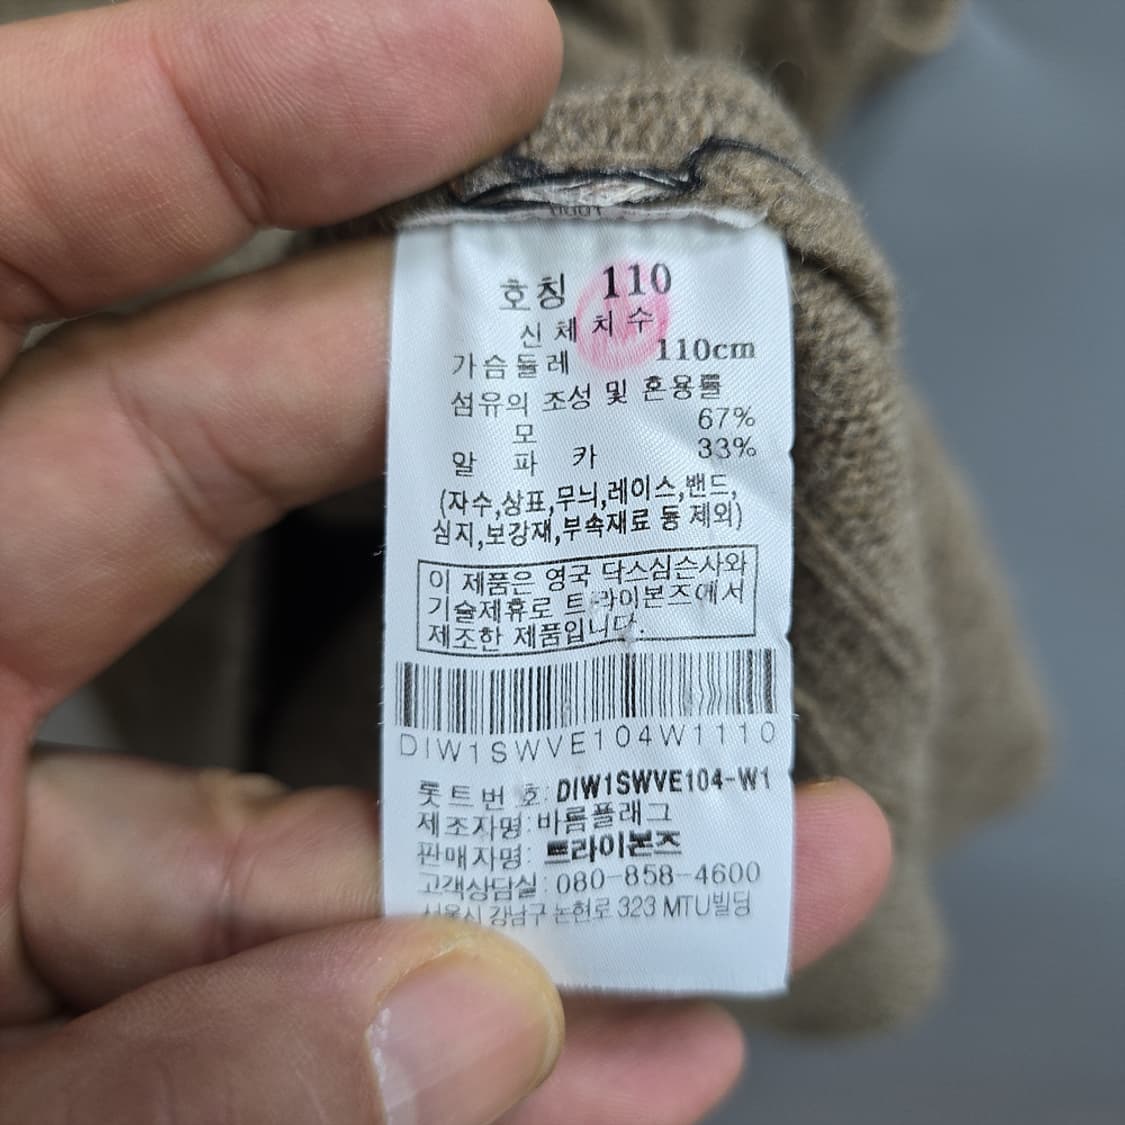 호칭 110
신체치수
가슴둘레 110cm
섬유의 조성 및 혼용률
모 67%
알파카 33%
(자수,상표,무늬,레이스,밴드,
심지,보강재,부속재료 등 제외)
이 제품은 영국 닥스심슨사와
기술제휴로 트라이본즈에서
제조한 제품입니다.
DIW1SWVE104W1110
롯트번호: DIW1SWVE104-W1
제조자명: 바름플래그
판매자명: 트라이본즈
고객상담실: 080-858-4600
서울시 강남구 논현로 323 MTU빌딩